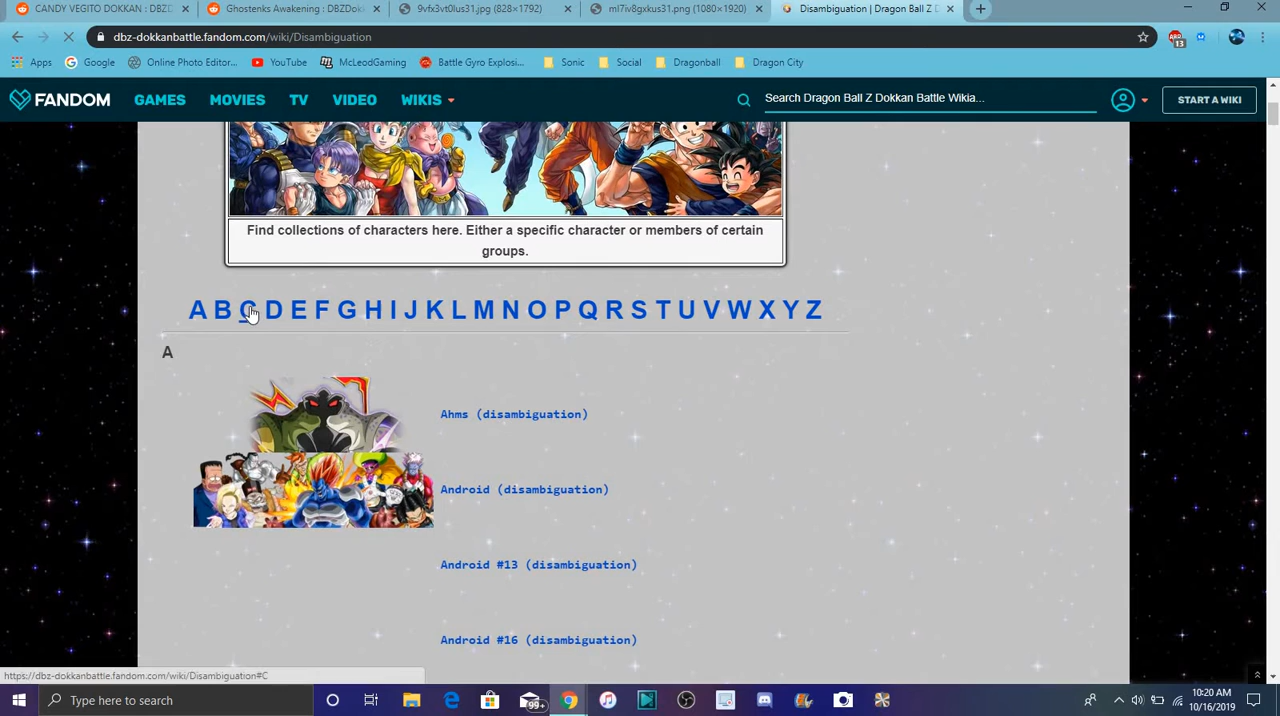 CANDY VEGITO DOKKAN : DBZD
Ghostenks Awakening : DBZDokk
9vfx3vt0kus31.jpg (828×1792)
ml7iv8gxkus31.png (1080×1920)
Disambiguation | Dragon Ball Z D
dbz-dokkanbattle.fandom.com/wiki/Disambiguation
13
Apps
Google
Online Photo Editor...
YouTube
McLeodGaming
Battle Gyro Explosi...
Sonic
Social
Dragonball
Dragon City
FANDOM
GAMES
MOVIES
TV
VIDEO
WIKIS
Search Dragon Ball Z Dokkan Battle Wikia...
START A WIKI
Find collections of characters here. Either a specific character or members of certain
groups.
A B C D E F G H I J K L M N O P Q R S T U V W X Y Z
A
Ahms (disambiguation)
Android (disambiguation)
Android #13 (disambiguation)
Android #16 (disambiguation)
https://dbz-dokkanbattle.fandom.com/wiki/Disambiguation#C
Type here to search
99+
10:20 AM
10/16/2019